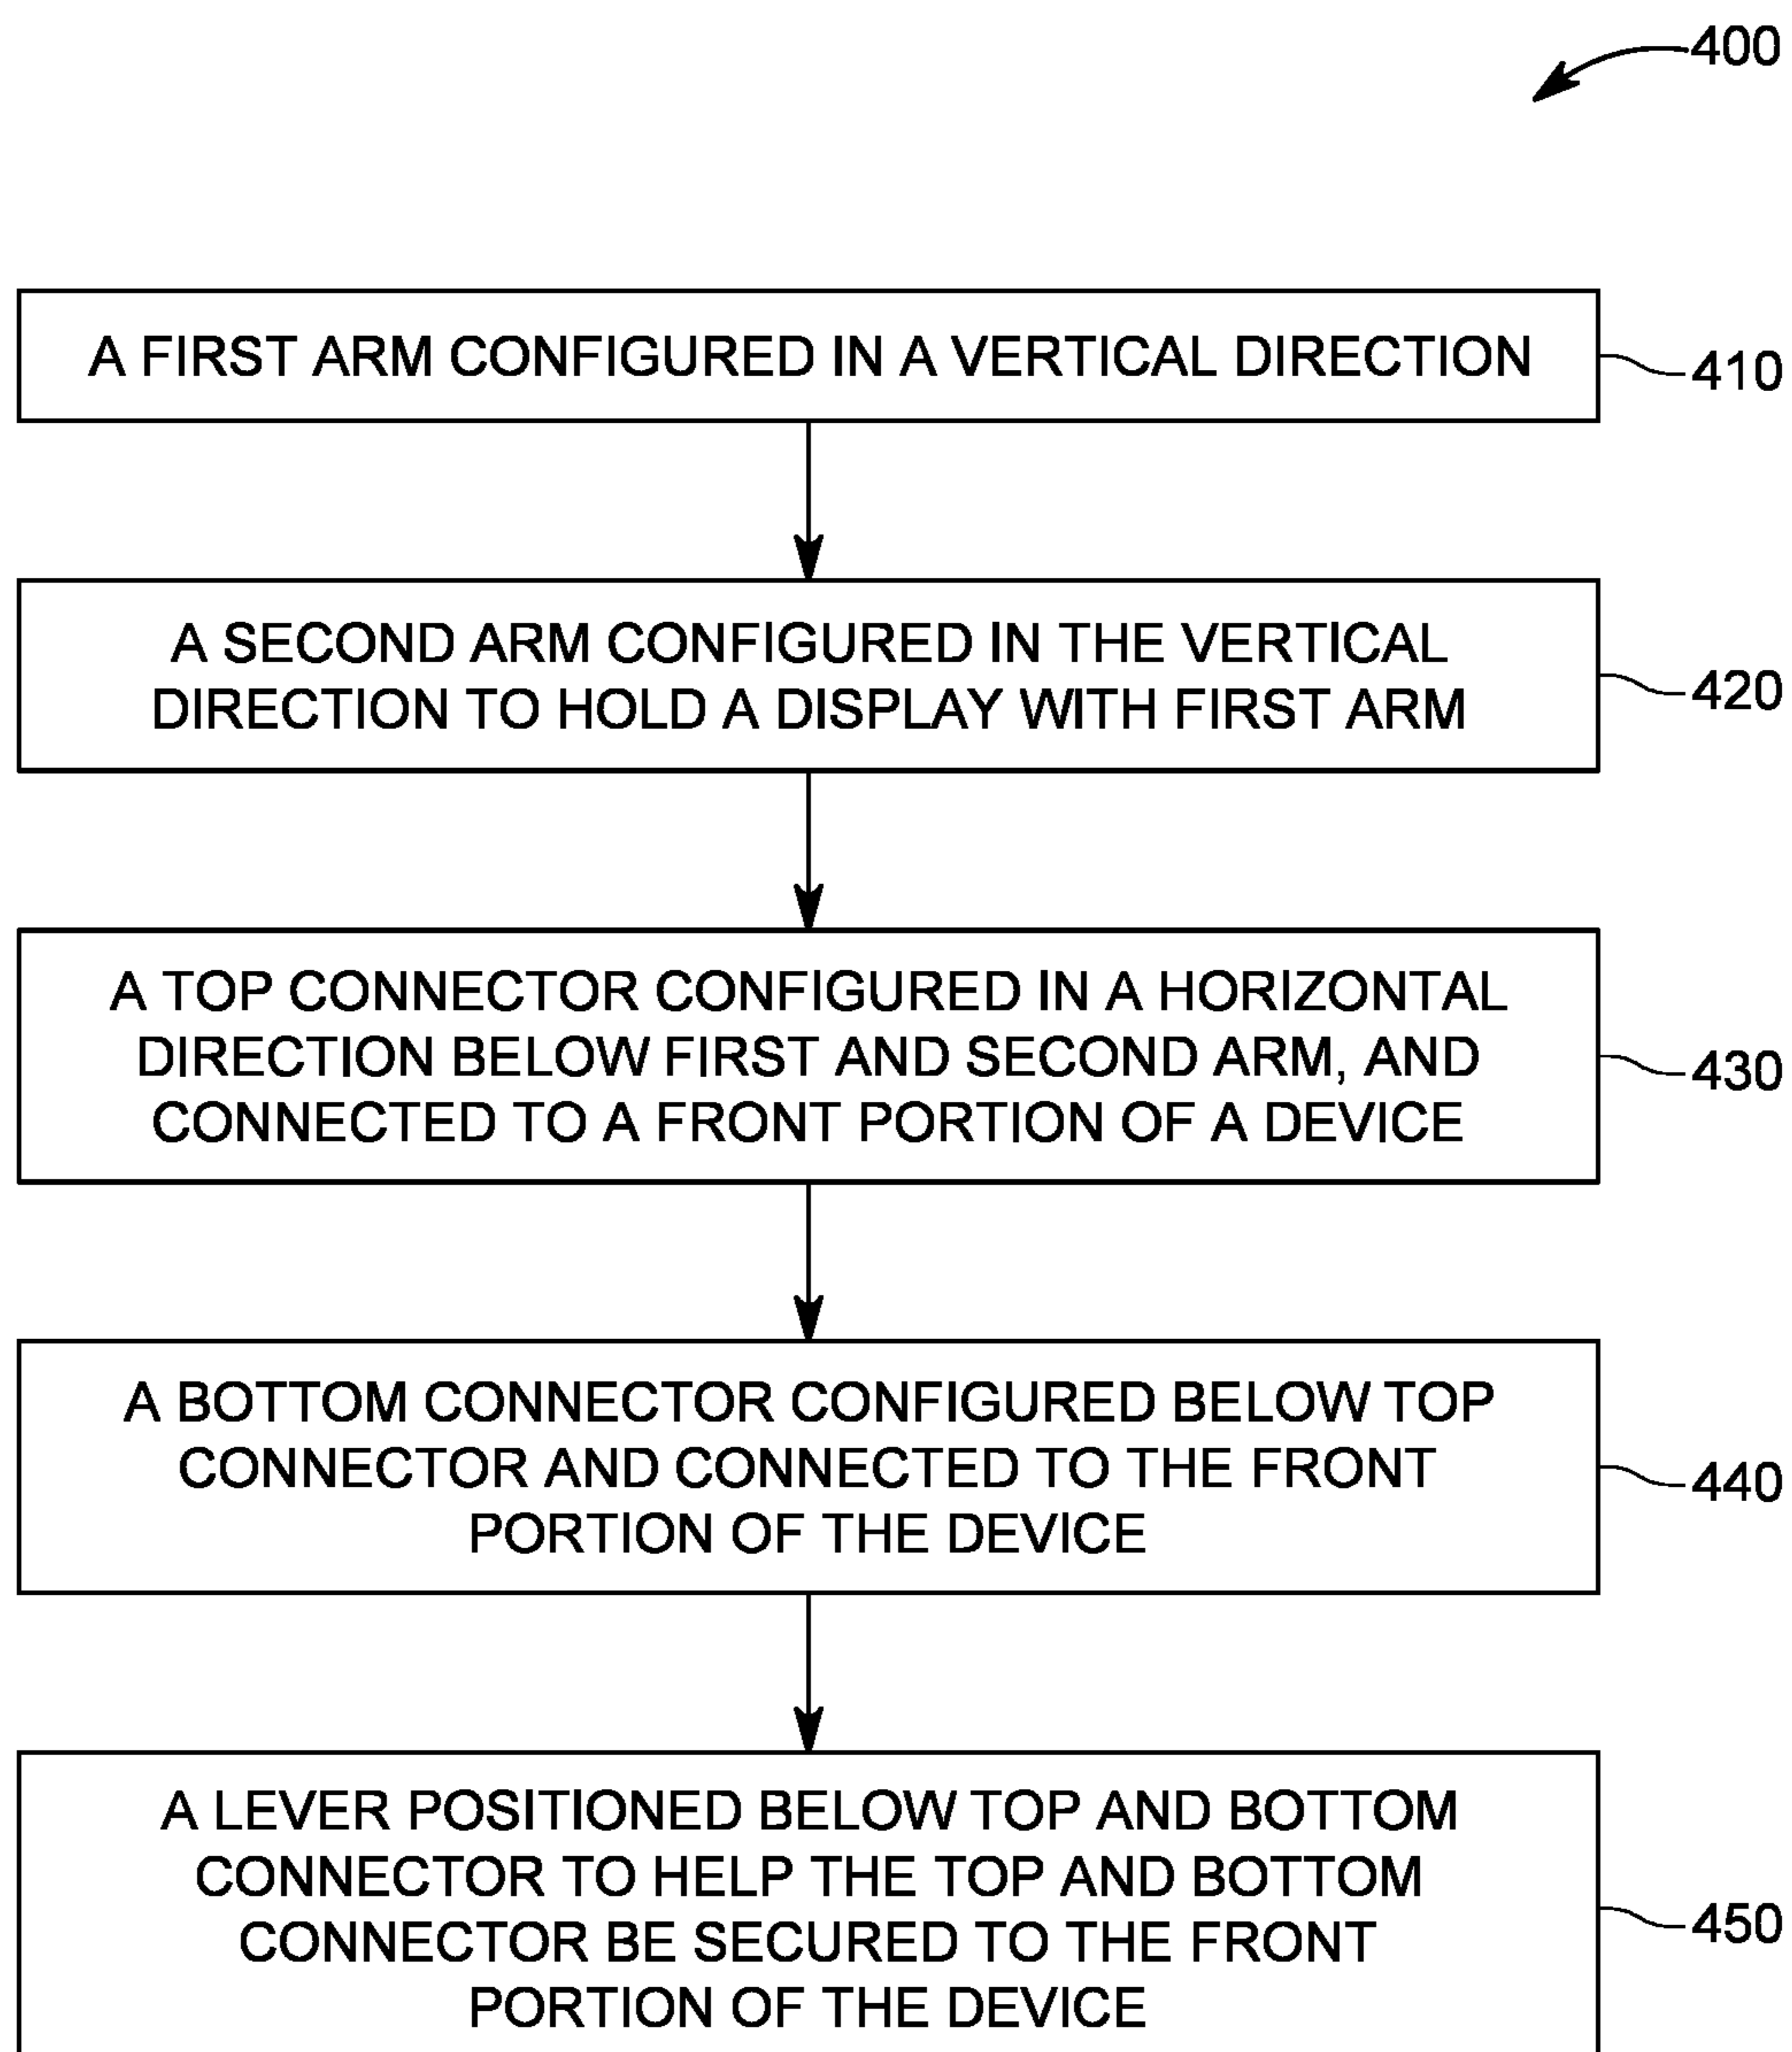 400
A FIRST ARM CONFIGURED IN A VERTICAL DIRECTION
410
A SECOND ARM CONFIGURED IN THE VERTICAL
DIRECTION TO HOLD A DISPLAY WITH FIRST ARM
420
A TOP CONNECTOR CONFIGURED IN A HORIZONTAL
DIRECTION BELOW FIRST AND SECOND ARM, AND
CONNECTED TO A FRONT PORTION OF A DEVICE
430
A BOTTOM CONNECTOR CONFIGURED BELOW TOP
CONNECTOR AND CONNECTED TO THE FRONT
PORTION OF THE DEVICE
440
A LEVER POSITIONED BELOW TOP AND BOTTOM
CONNECTOR TO HELP THE TOP AND BOTTOM
CONNECTOR BE SECURED TO THE FRONT
PORTION OF THE DEVICE
450